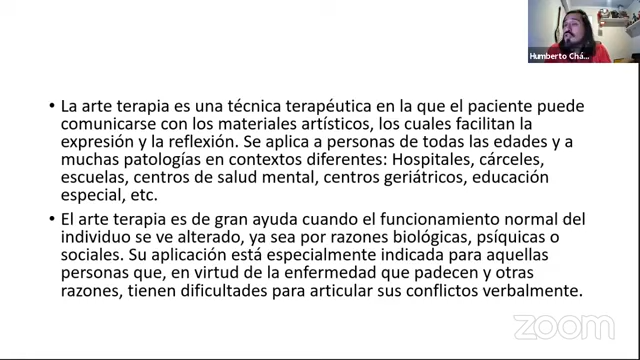 Humberto Chá...
• La arte terapia es una técnica terapéutica en la que el paciente puede
comunicarse con los materiales artísticos, los cuales facilitan la
expresión y la reflexión. Se aplica a personas de todas las edades y a
muchas patologías en contextos diferentes: Hospitales, cárceles,
escuelas, centros de salud mental, centros geriátricos, educación
especial, etc.
• El arte terapia es de gran ayuda cuando el funcionamiento normal del
individuo se ve alterado, ya sea por razones biológicas, psíquicas o
sociales. Su aplicación está especialmente indicada para aquellas
personas que, en virtud de la enfermedad que padecen y otras
razones, tienen dificultades para articular sus conflictos verbalmente.
zoom